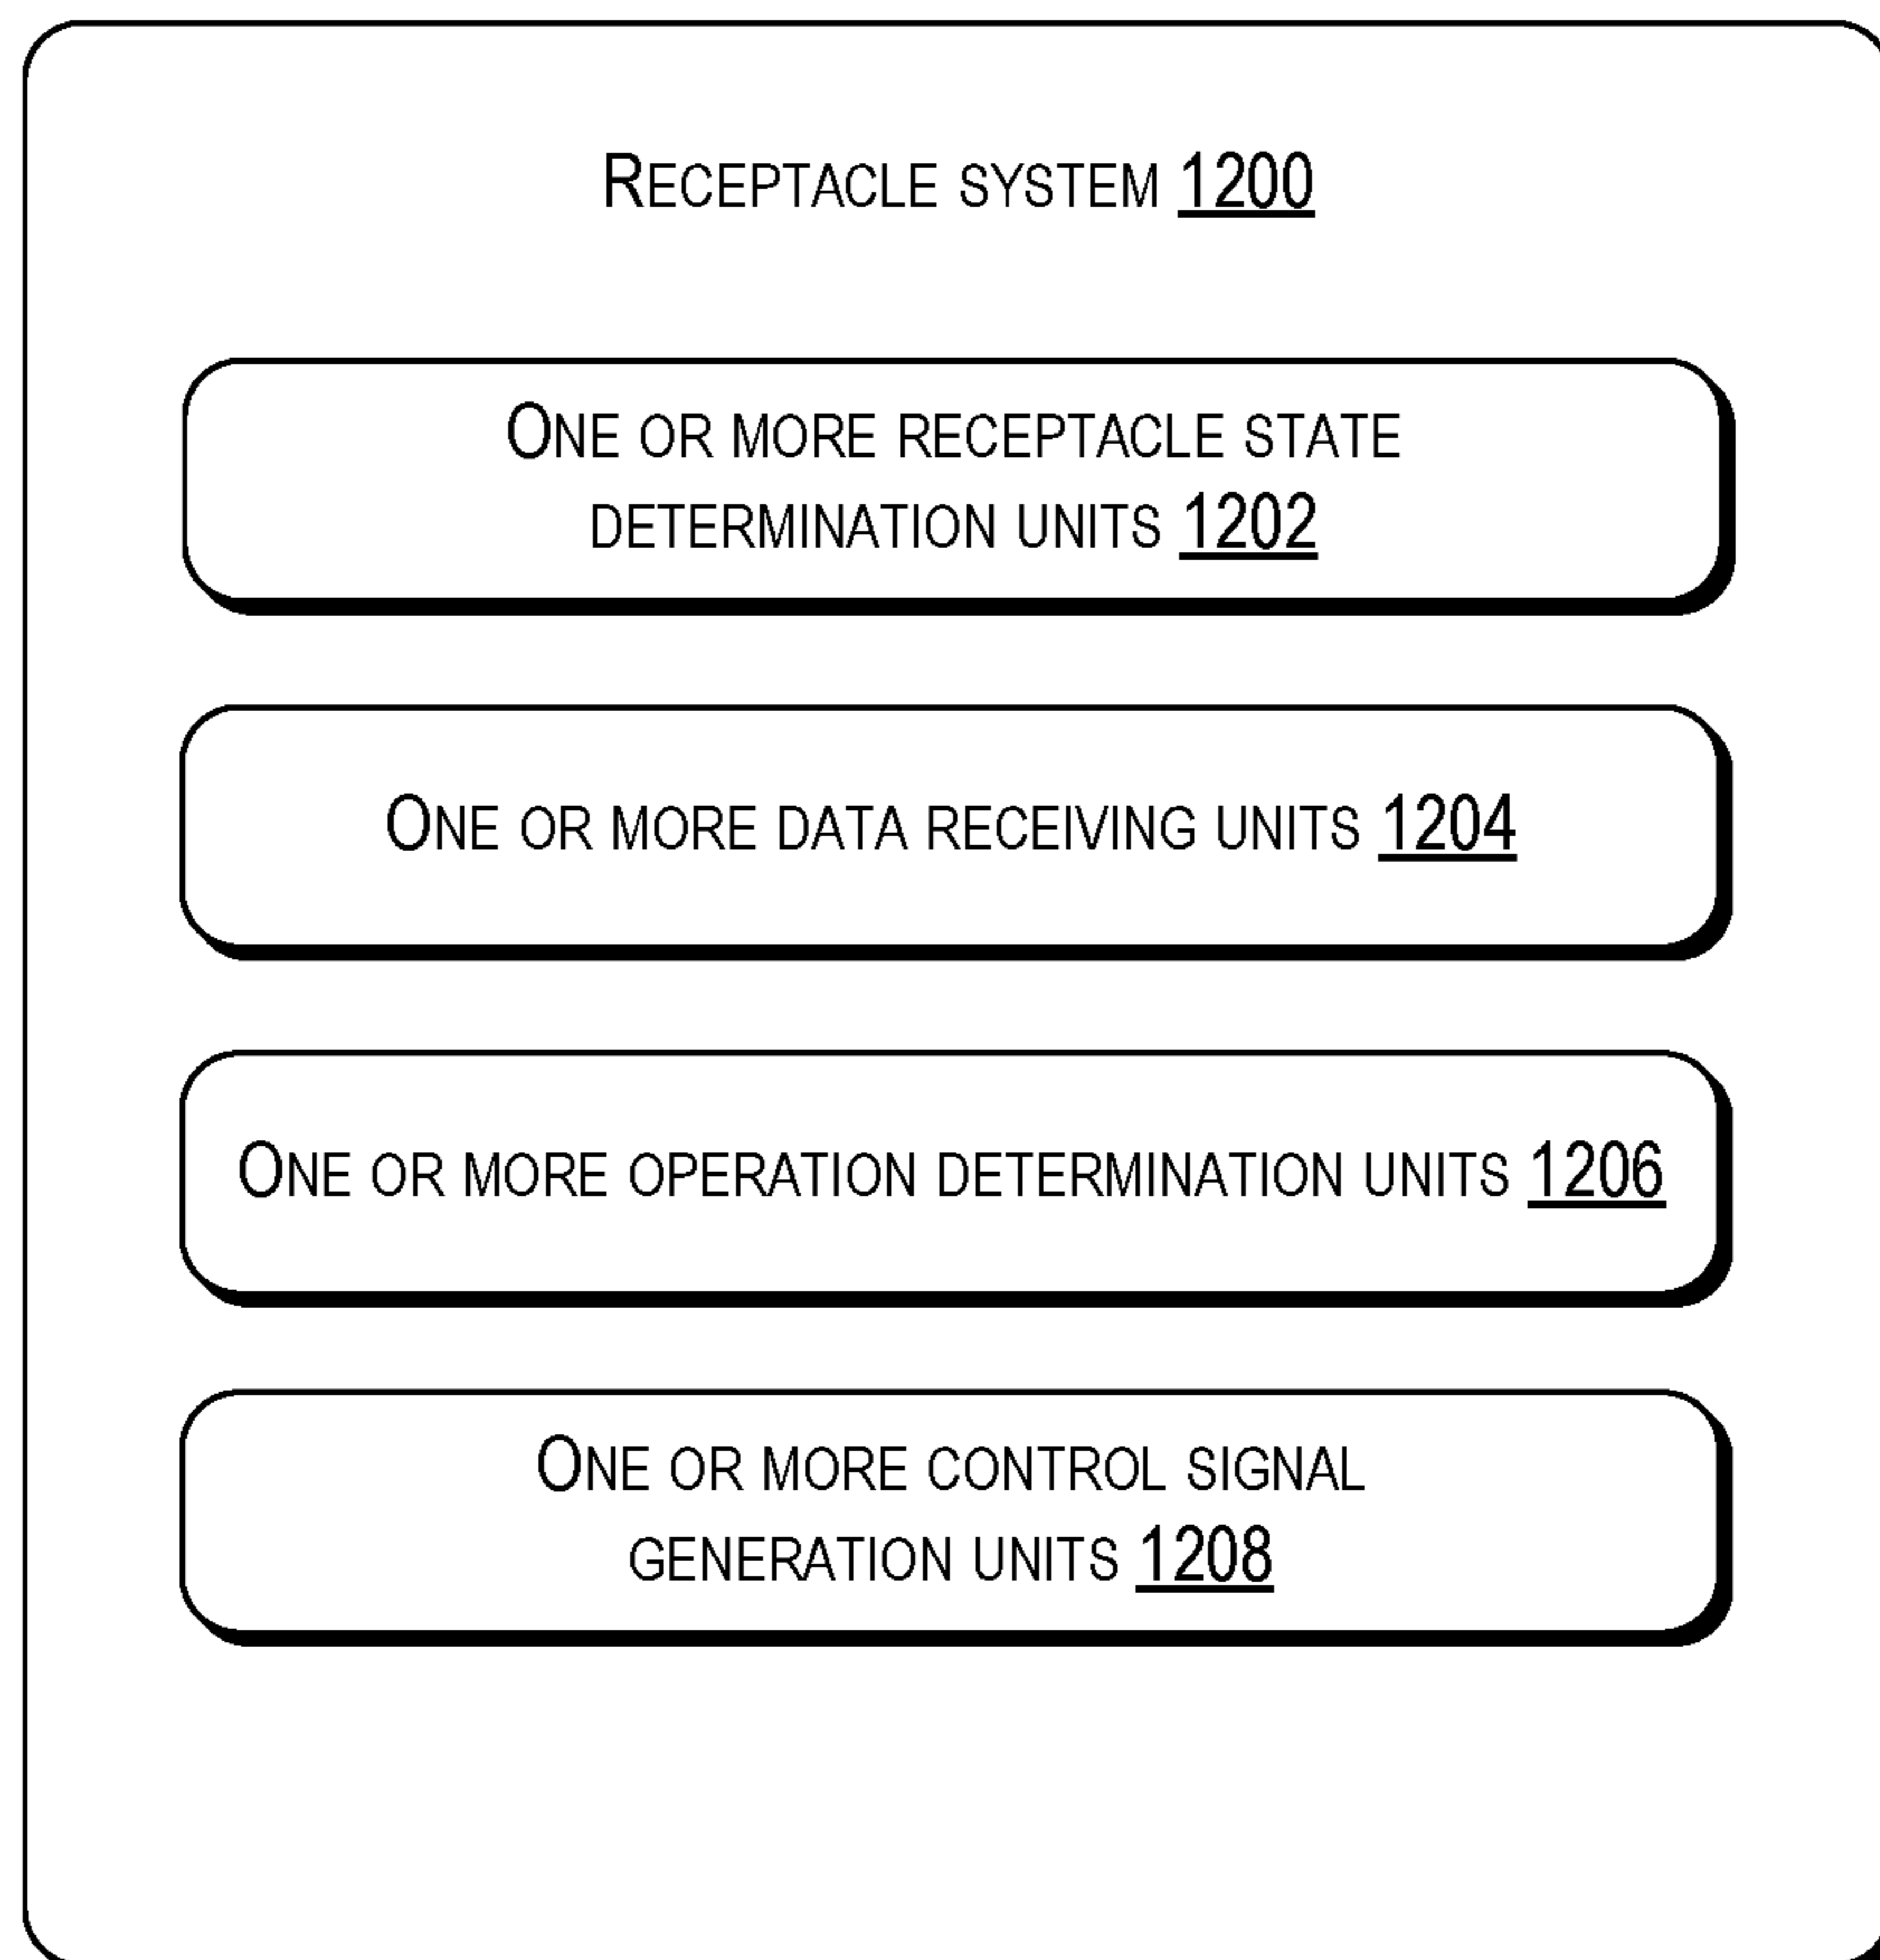 Receptacle system 1200
One or more receptacle state
determination units 1202
One or more data receiving units 1204
One or more operation determination units 1206
One or more control signal
generation units 1208